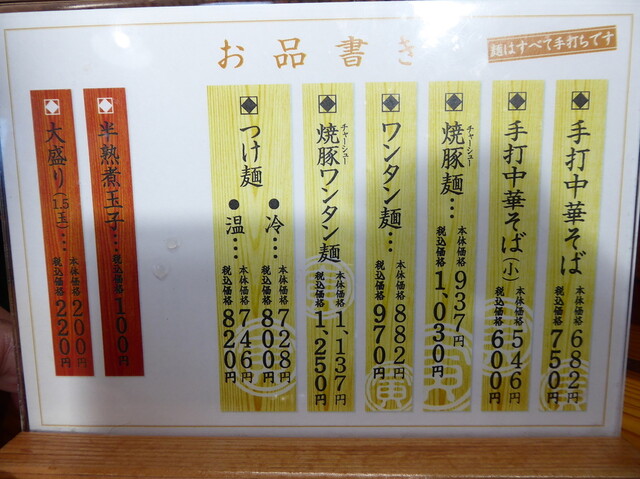 お品書き
麺はすべて手打ちです
手打中華そば
本体価格682円
税込価格750円
手打中華そば(小)
本体価格546円
税込価格600円
チャーシュー
焼豚麺…
本体価格937円
税込価格1,030円
ワンタン麺…
本体価格882円
税込価格970円
チャーシュー
焼豚ワンタン麺
本体価格1,137円
税込価格1,250円
つけ麺
●冷…
本体価格728円
税込価格800円
●温…
本体価格746円
税込価格820円
半熟煮玉子…
税込価格100円
大盛り(1.5玉)…
本体価格200円
税込価格220円